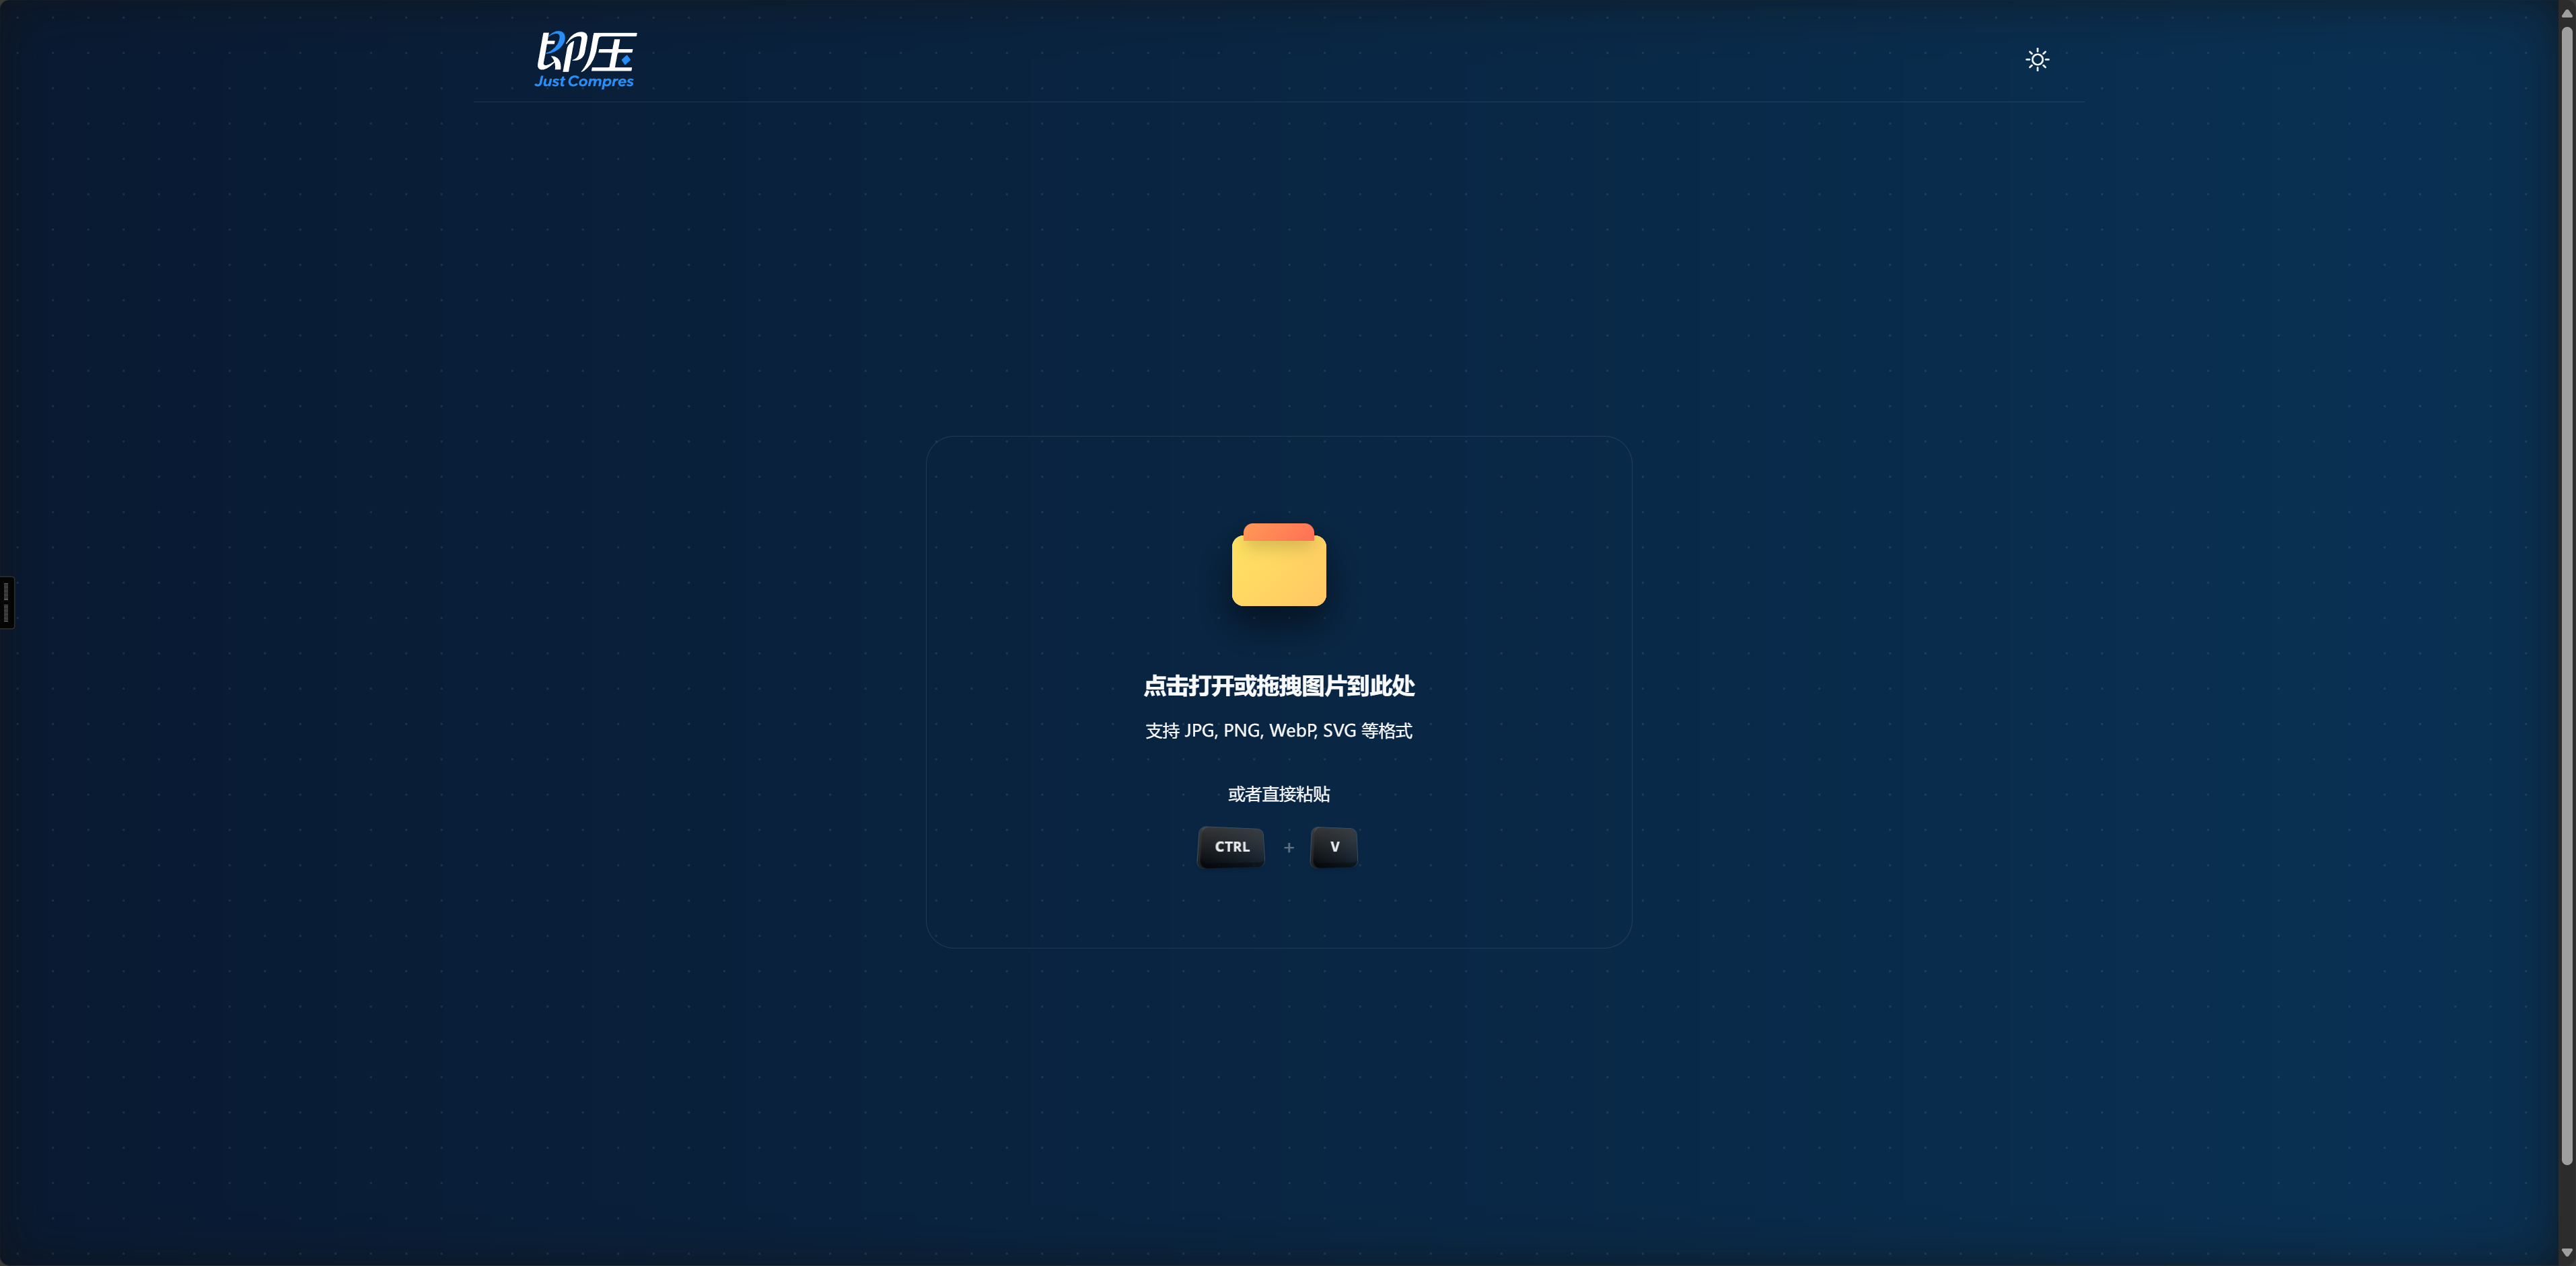 即压
Just Compres
点击打开或拖拽图片到此处
支持 JPG, PNG, WebP, SVG 等格式
或者直接粘贴
CTRL + V